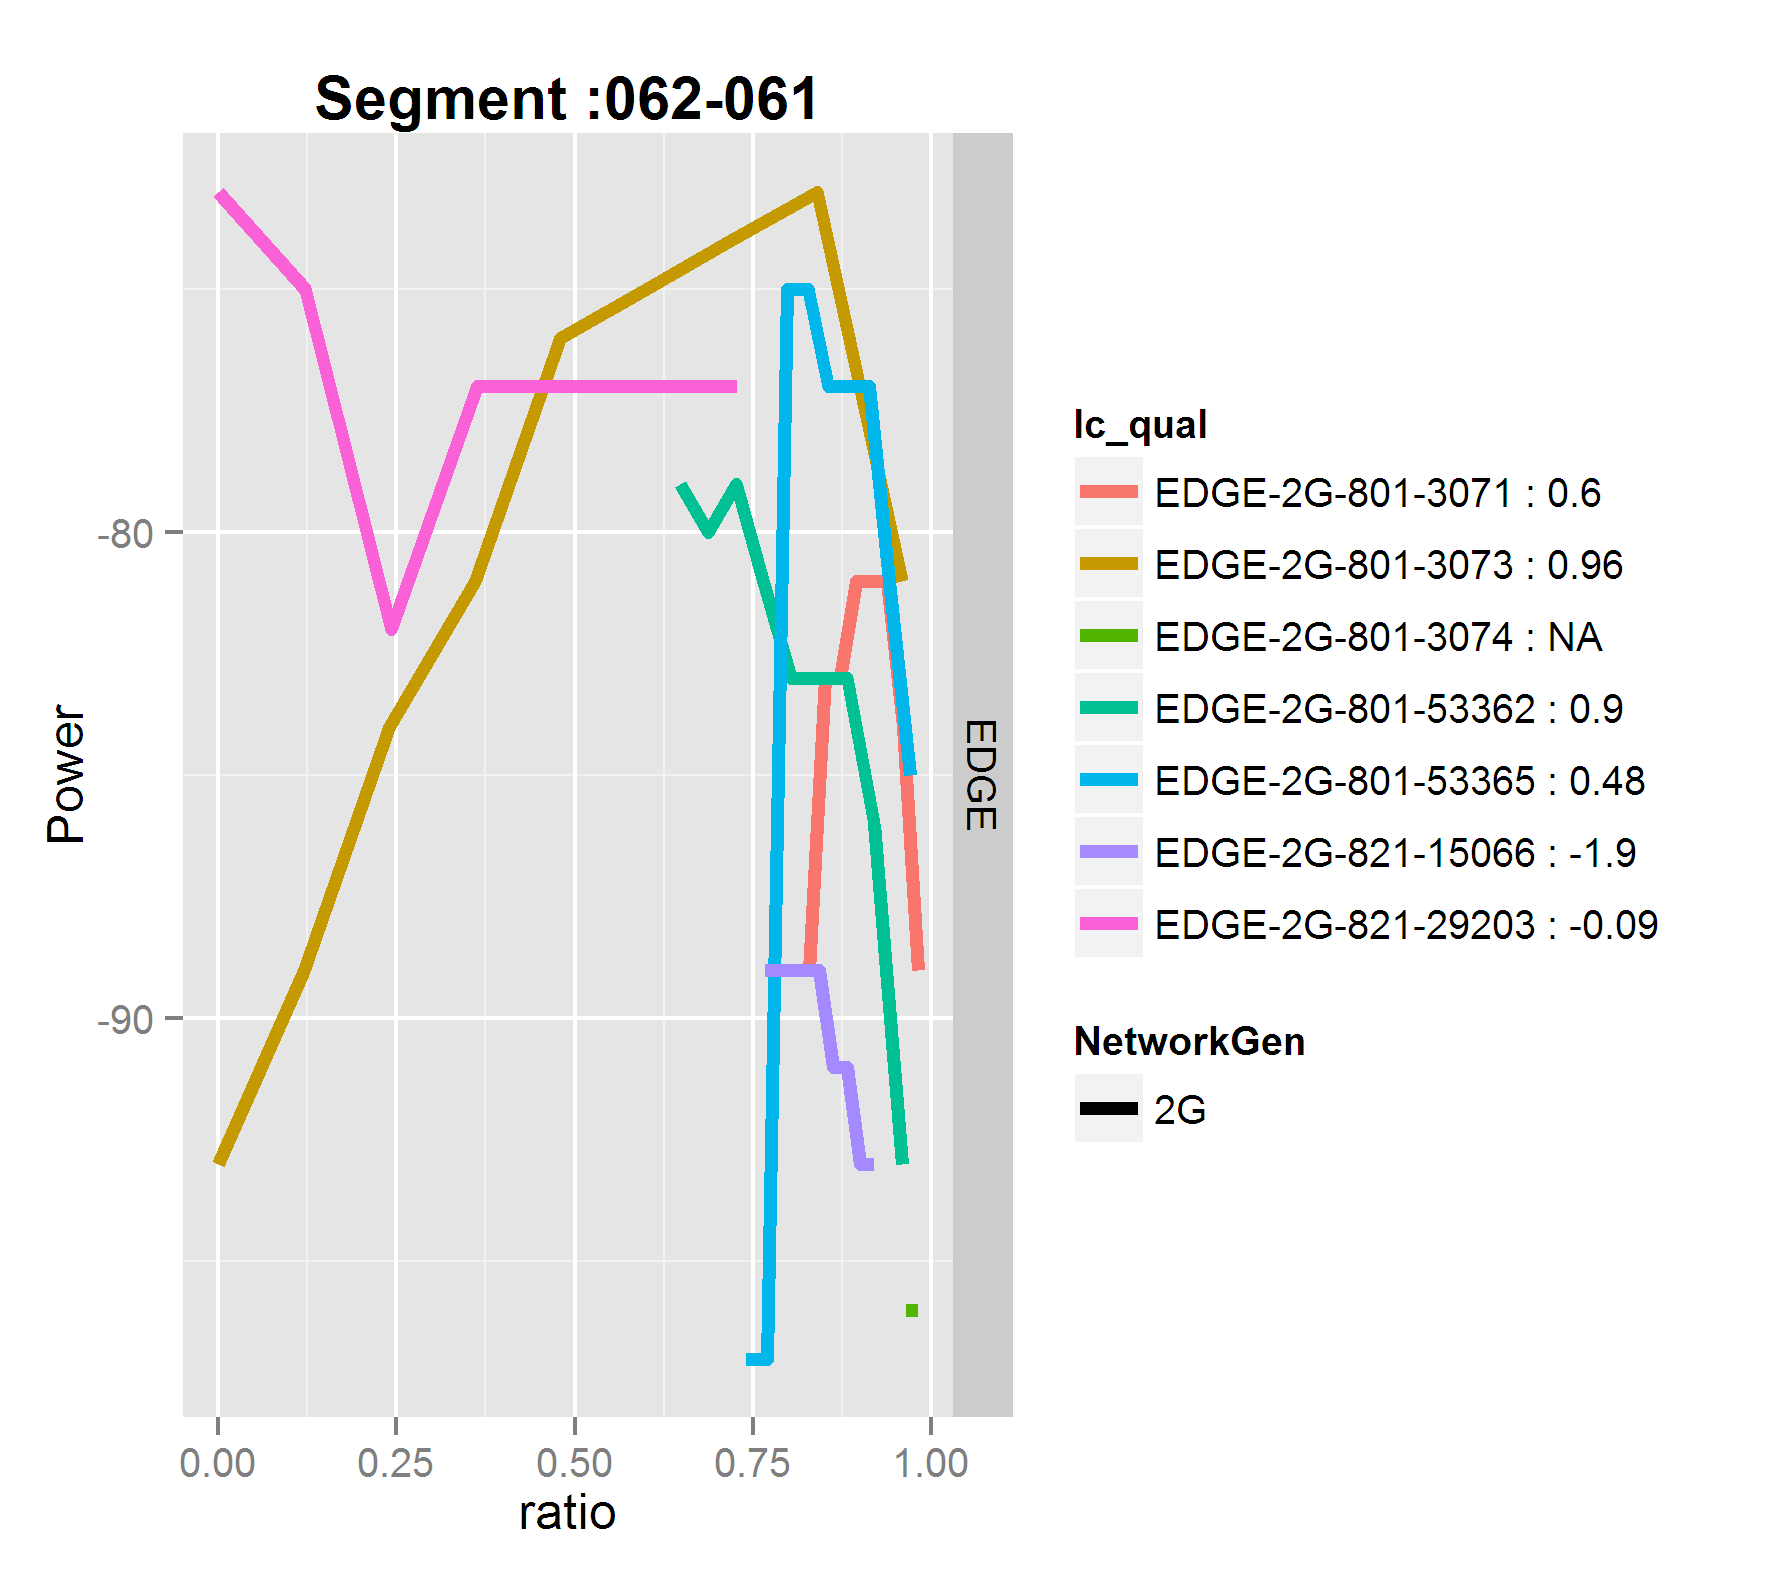 Segment :062-061
Power
-80
-90
0.00 0.25 0.50 0.75 1.00
ratio
EDGE
lc_qual
EDGE-2G-801-3071 : 0.6
EDGE-2G-801-3073 : 0.96
EDGE-2G-801-3074 : NA
EDGE-2G-801-53362 : 0.9
EDGE-2G-801-53365 : 0.48
EDGE-2G-821-15066 : -1.9
EDGE-2G-821-29203 : -0.09
NetworkGen
2G